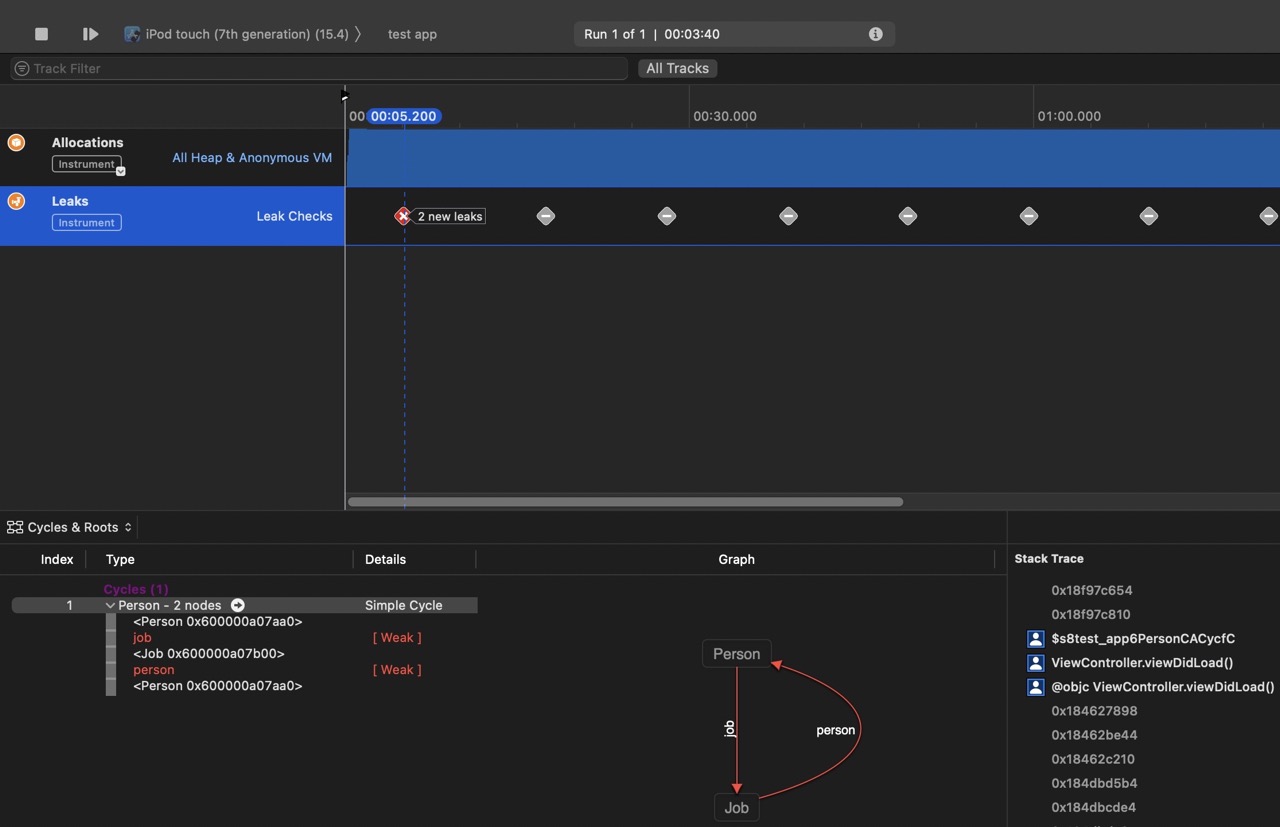 iPod touch (7th generation) (15.4) 〉 test app
Run 1 of 1 | 00:03:40
Track Filter
All Tracks
00 00:05.200 00:30.000 01:00.000
Allocations
Instrument
All Heap & Anonymous VM
Leaks
Instrument
Leak Checks
2 new leaks
Cycles & Roots
Index Type Details Graph
Cycles (1)
1 Person - 2 nodes Simple Cycle
<Person 0x600000a07aa0>
job [ Weak ]
<Job 0x600000a07b00>
person [ Weak ]
<Person 0x600000a07aa0>
Person
job
person
Job
Stack Trace
0x18f97c654
0x18f97c810
$s8test_app6PersonCACycfC
ViewController.viewDidLoad()
@objc ViewController.viewDidLoad()
0x184627898
0x18462be44
0x18462c210
0x184dbd5b4
0x184dbcde4